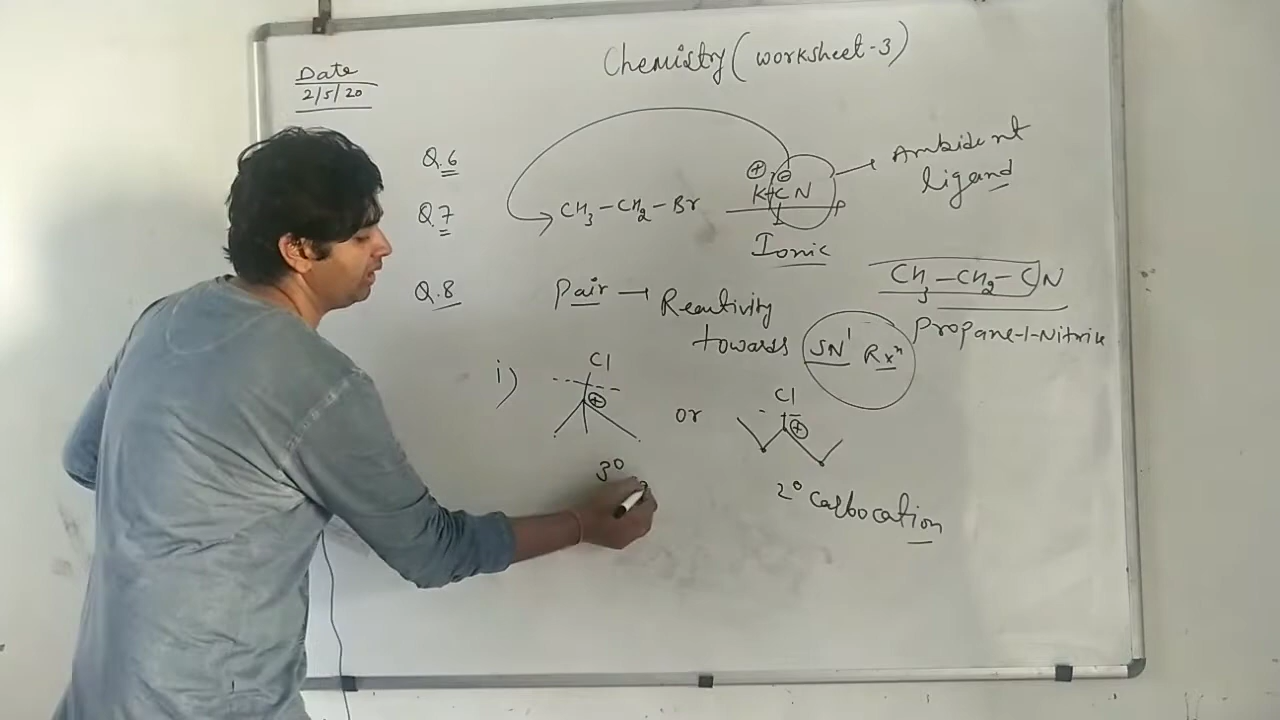 Chemistry (worksheet-3)
Date
2/5/20
Q.6
Q.7
CH3-CH2-Br
K+CN
⊕ ⊖
Ambident
ligand
Ionic
CH3-CH2-CN
Propane-1-Nitrile
Q.8
Pair → Reactivity
towards SN1 Rxn
i)
Cl
⊕
or
Cl
⊕
3°
2° carbocation